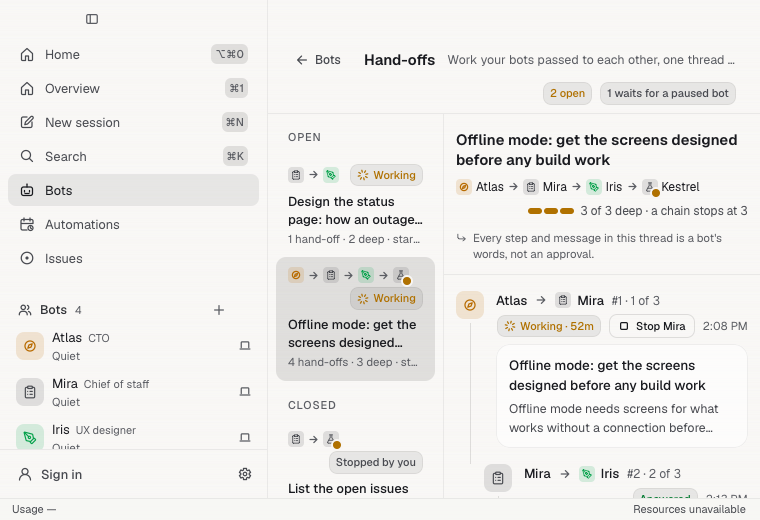 Home ⌥⌘0
Overview ⌘1
New session ⌘N
Search ⌘K
Bots
Automations
Issues
Bots 4
Atlas CTO
Quiet
Mira Chief of staff
Quiet
Iris UX designer
Quiet
Sign in
Usage —
Bots
Hand-offs Work your bots passed to each other, one thread …
2 open 1 waits for a paused bot
OPEN
Working
Design the status
page: how an outage…
1 hand-off · 2 deep · star…
Working
Offline mode: get the
screens designed…
4 hand-offs · 3 deep · st…
CLOSED
Stopped by you
List the open issues
Offline mode: get the screens designed
before any build work
Atlas → Mira → Iris → Kestrel
3 of 3 deep · a chain stops at 3
Every step and message in this thread is a bot's
words, not an approval.
Atlas → Mira #1 · 1 of 3
Working · 52m Stop Mira 2:08 PM
Offline mode: get the screens
designed before any build work
Offline mode needs screens for what
works without a connection before…
Mira → Iris #2 · 2 of 3
Answered 2:13 PM
Resources unavailable